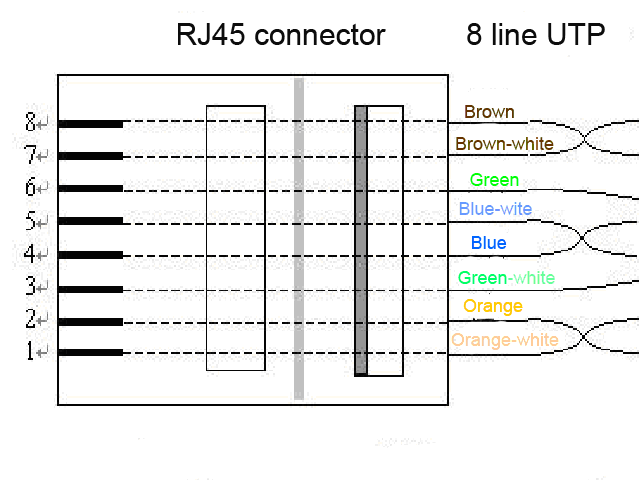 RJ45 connector 8 line UTP
8↵ Brown
7↵ Brown-white
6↵ Green
5↵ Blue-wite
4↵ Blue
3↵ Green-white
2↵ Orange
1↵ Orange-white